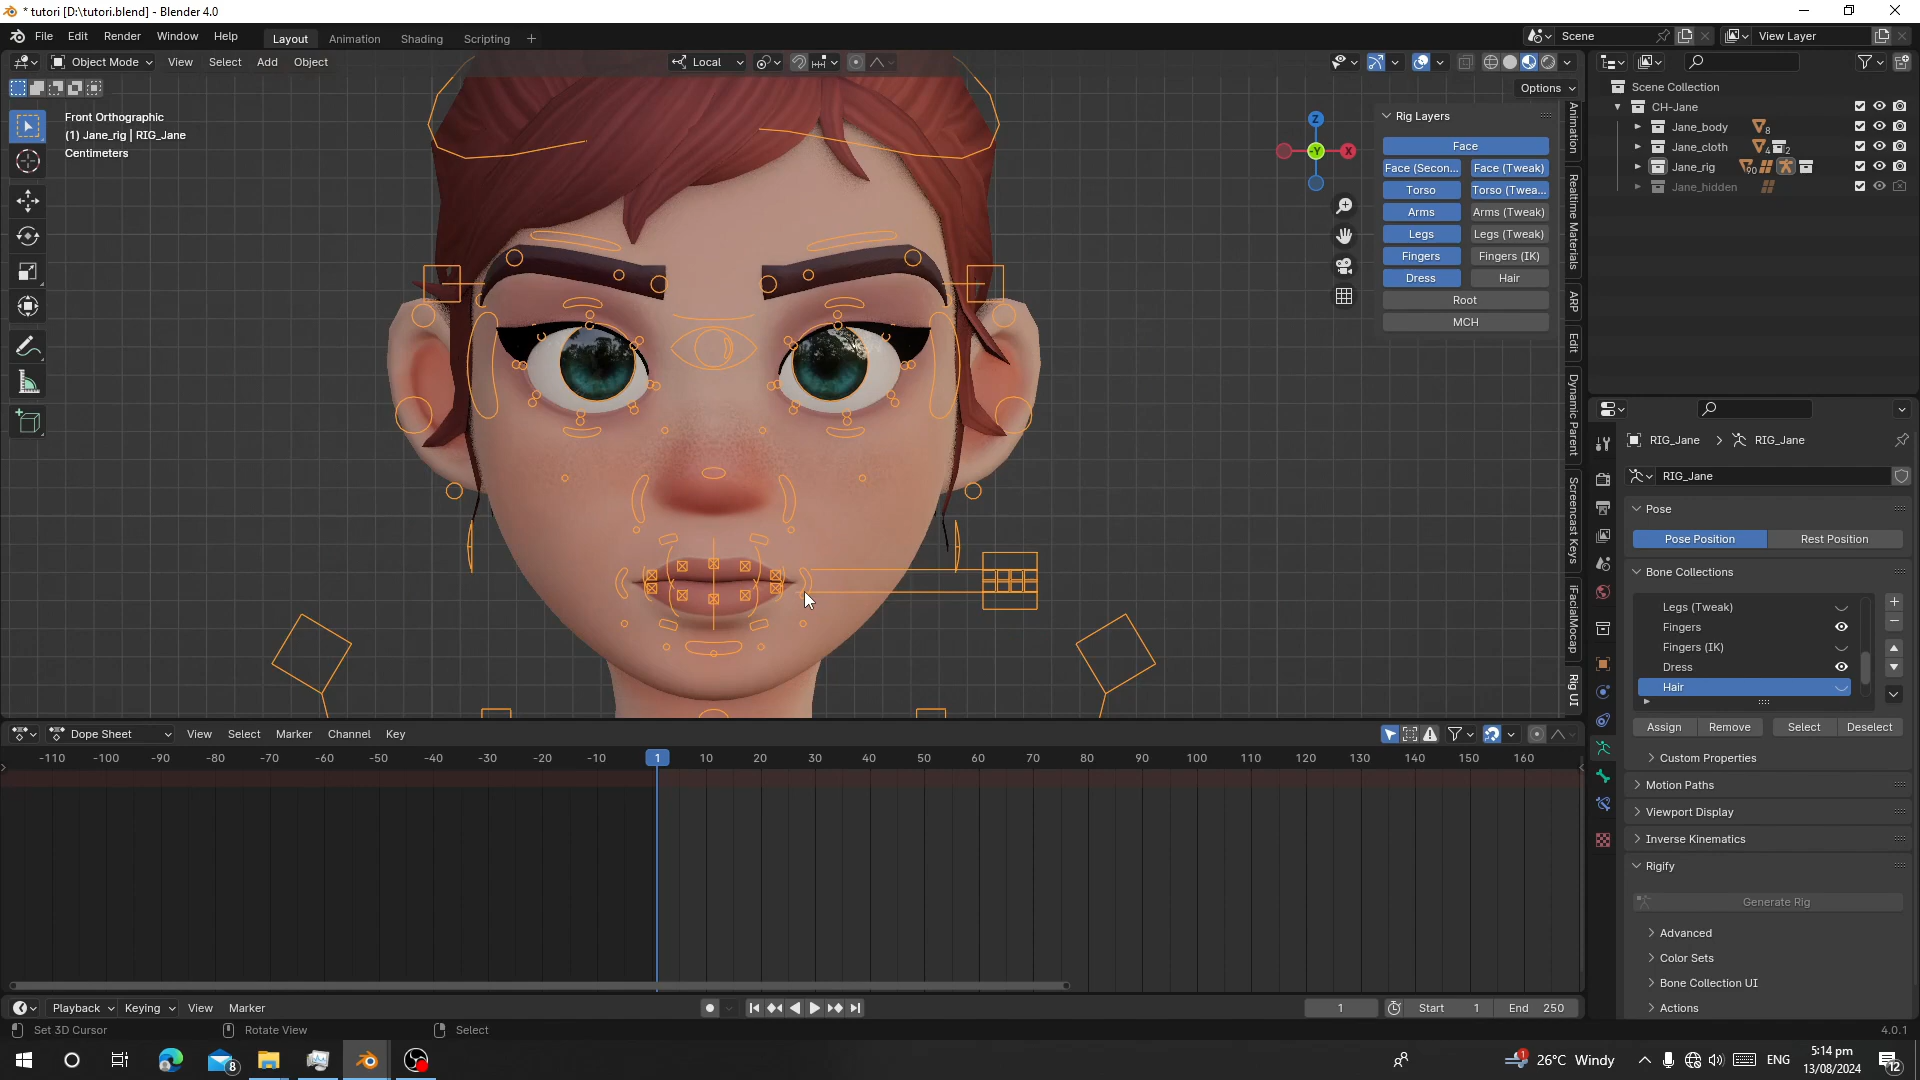 * tutori [D:\tutori.blend] - Blender 4.0
File Edit Render Window Help Layout Animation Shading Scripting + Scene View Layer
Object Mode View Select Add Object Local
Options
Front Orthographic
(1) Jane_rig | RIG_Jane
Centimeters
Z
-Y X
Rig Layers
Face
Face (Secon... Face (Tweak)
Torso Torso (Twea...
Arms Arms (Tweak)
Legs Legs (Tweak)
Fingers Fingers (IK)
Dress Hair
Root
MCH
Animation
Realtime Materials
ARP
Edit
Dynamic Parent
Screencast Keys
iFacialMocap
Rig UI
Scene Collection
CH-Jane
Jane_body 8
Jane_cloth 4 2
Jane_rig 90
Jane_hidden
RIG_Jane > RIG_Jane
RIG_Jane
Pose
Pose Position Rest Position
Bone Collections
Legs (Tweak)
Fingers
Fingers (IK)
Dress
Hair
Assign Remove Select Deselect
Custom Properties
Motion Paths
Viewport Display
Inverse Kinematics
Rigify
Generate Rig
Advanced
Color Sets
Bone Collection UI
Actions
Dope Sheet View Select Marker Channel Key
-110 -100 -90 -80 -70 -60 -50 -40 -30 -20 -10 1 10 20 30 40 50 60 70 80 90 100 110 120 130 140 150 160
Playback Keying View Marker 1 Start 1 End 250
Set 3D Cursor Rotate View Select 4.0.1
8 1 26°C Windy ENG 5:14 pm
13/08/2024 12